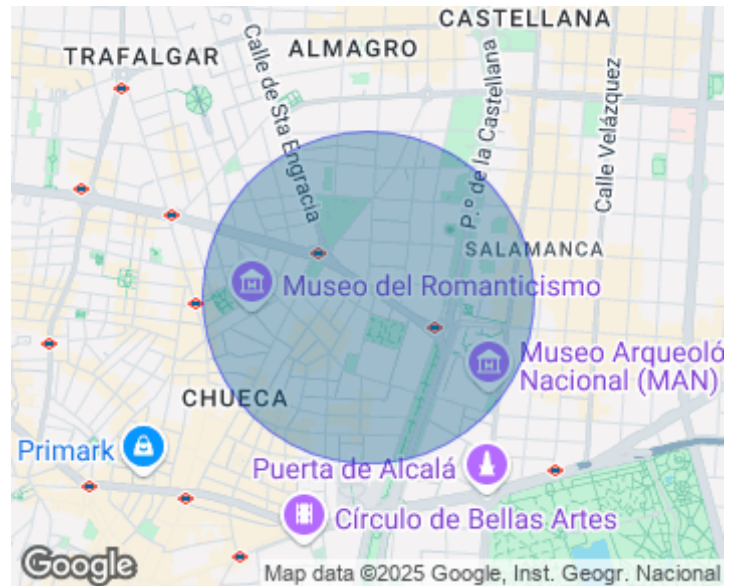 CASTELLANA
TRAFALGAR
ALMAGRO
Calle de Sta Engracia
P.º de la Castellana
Calle Velázquez
SALAMANCA
Museo del Romanticismo
Museo Arqueoló
Nacional (MAN)
CHUECA
Primark
Puerta de Alcalá
Círculo de Bellas Artes
Google
Map data ©2025 Google, Inst. Geogr. Nacional